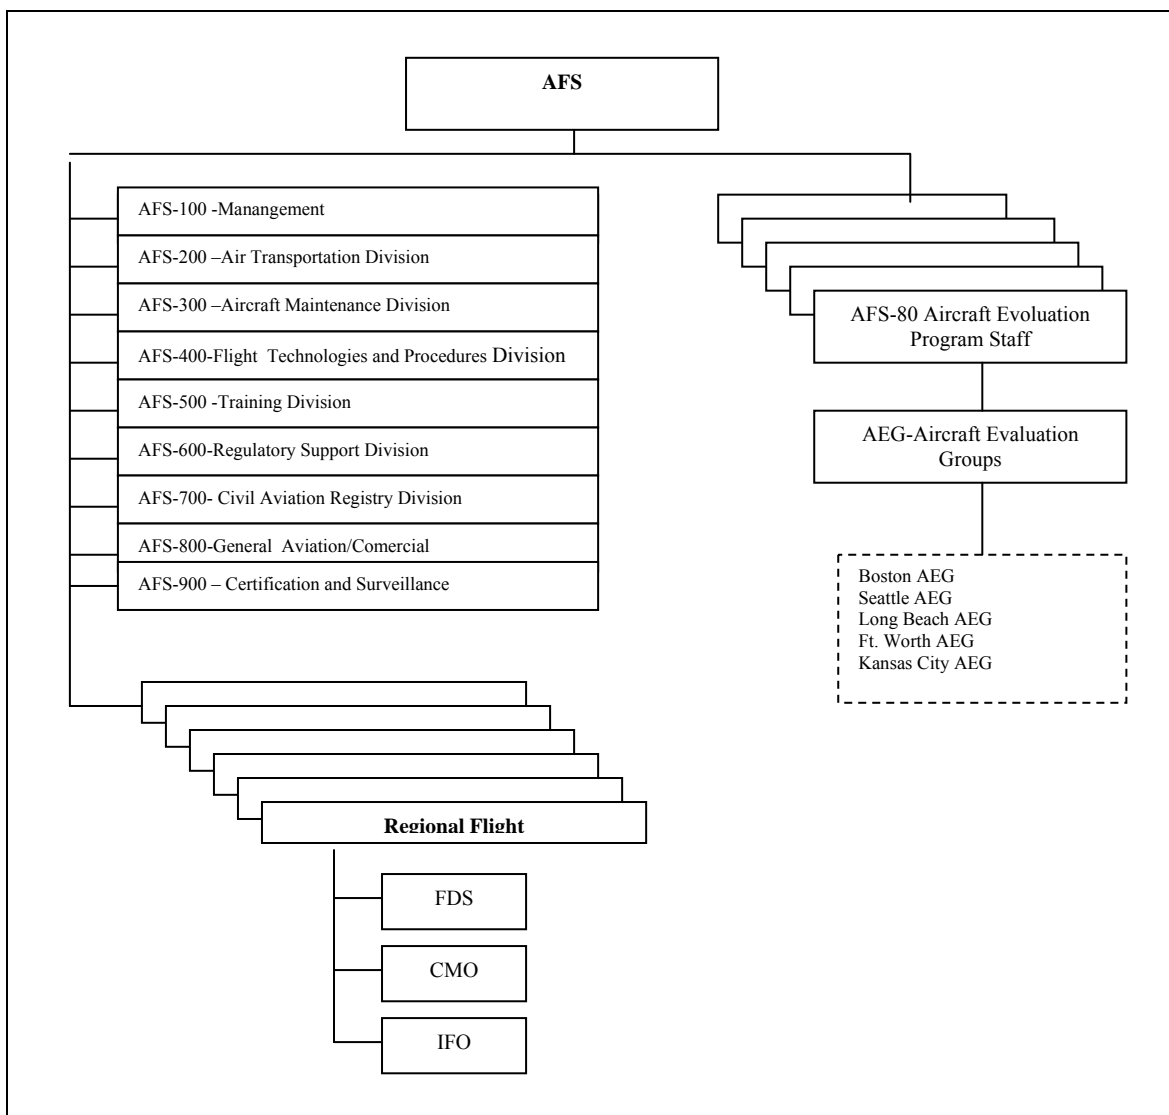 AFS
AFS-100 -Manangement
AFS-200 –Air Transportation Division
AFS-300 –Aircraft Maintenance Division
AFS-400-Flight Technologies and Procedures Division
AFS-500 -Training Division
AFS-600-Regulatory Support Division
AFS-700- Civil Aviation Registry Division
AFS-800-General Aviation/Comercial
AFS-900 – Certification and Surveillance
AFS-80 Aircraft Evoluation
Program Staff
AEG-Aircraft Evaluation
Groups
Boston AEG
Seattle AEG
Long Beach AEG
Ft. Worth AEG
Kansas City AEG
Regional Flight
FDS
CMO
IFO